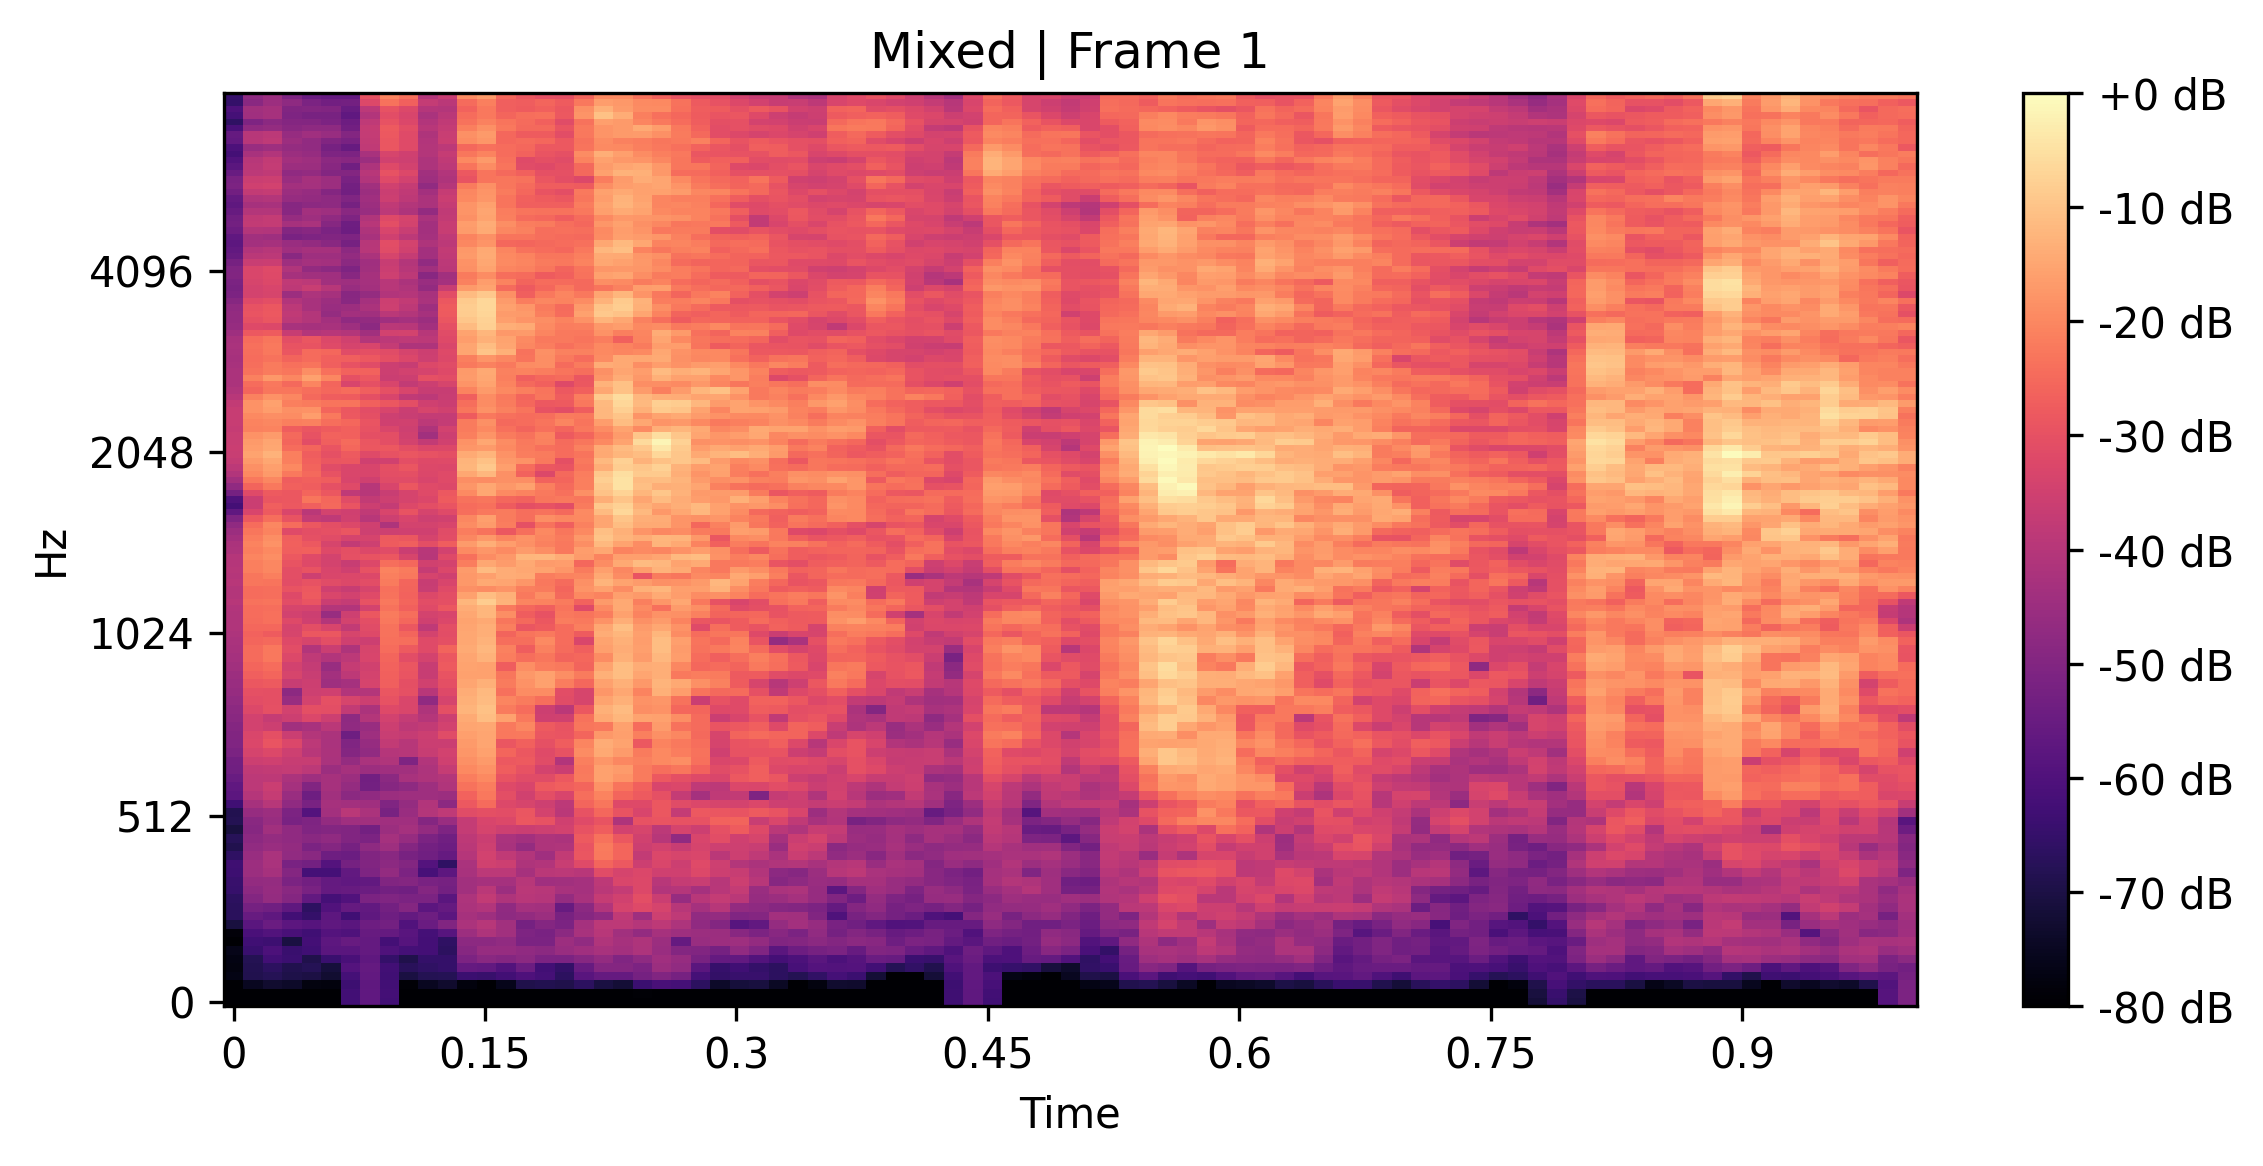 Mixed | Frame 1
+0 dB
-10 dB
-20 dB
-30 dB
-40 dB
-50 dB
-60 dB
-70 dB
-80 dB
Hz
4096
2048
1024
512
0
0 0.15 0.3 0.45 0.6 0.75 0.9
Time